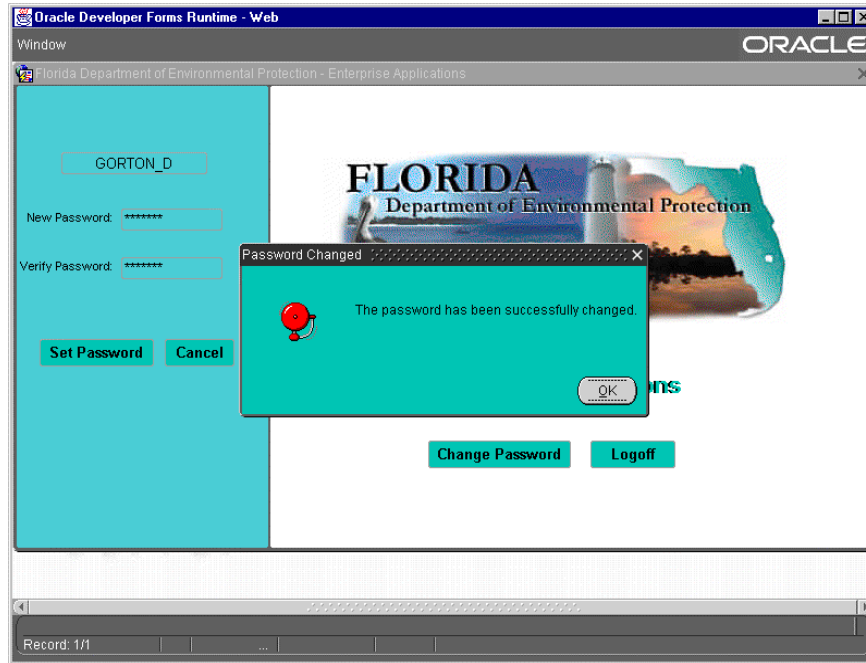 Oracle Developer Forms Runtime - Web
Window
ORACLE
Florida Department of Environmental Protection - Enterprise Applications
GORTON_D
FLORIDA
Department of Environmental Protection
New Password: *******
Verify Password: *******
Password Changed
The password has been successfully changed.
OK
Set Password Cancel
ns
Change Password Logoff
Record: 1/1 ...